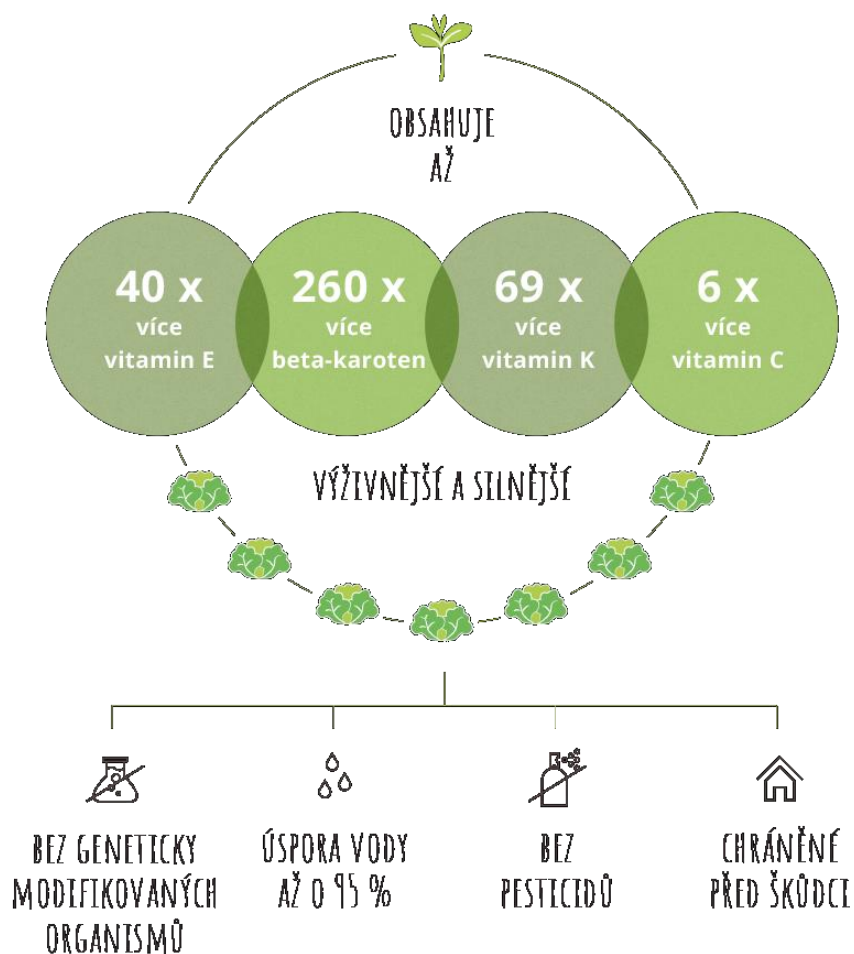 OBSAHUJE
AŽ
40 x
více
vitamin E
260 x
více
beta-karoten
69 x
více
vitamin K
6 x
více
vitamin C
VÝŽIVNĚJŠÍ A SILNĚJŠÍ
BEZ GENETICKY
MODIFIKOVANÝCH
ORGANISMŮ
ÚSPORA VODY
AŽ O 95 %
BEZ
PESTICIDŮ
CHRÁNĚNÉ
PŘED ŠKŮDCI